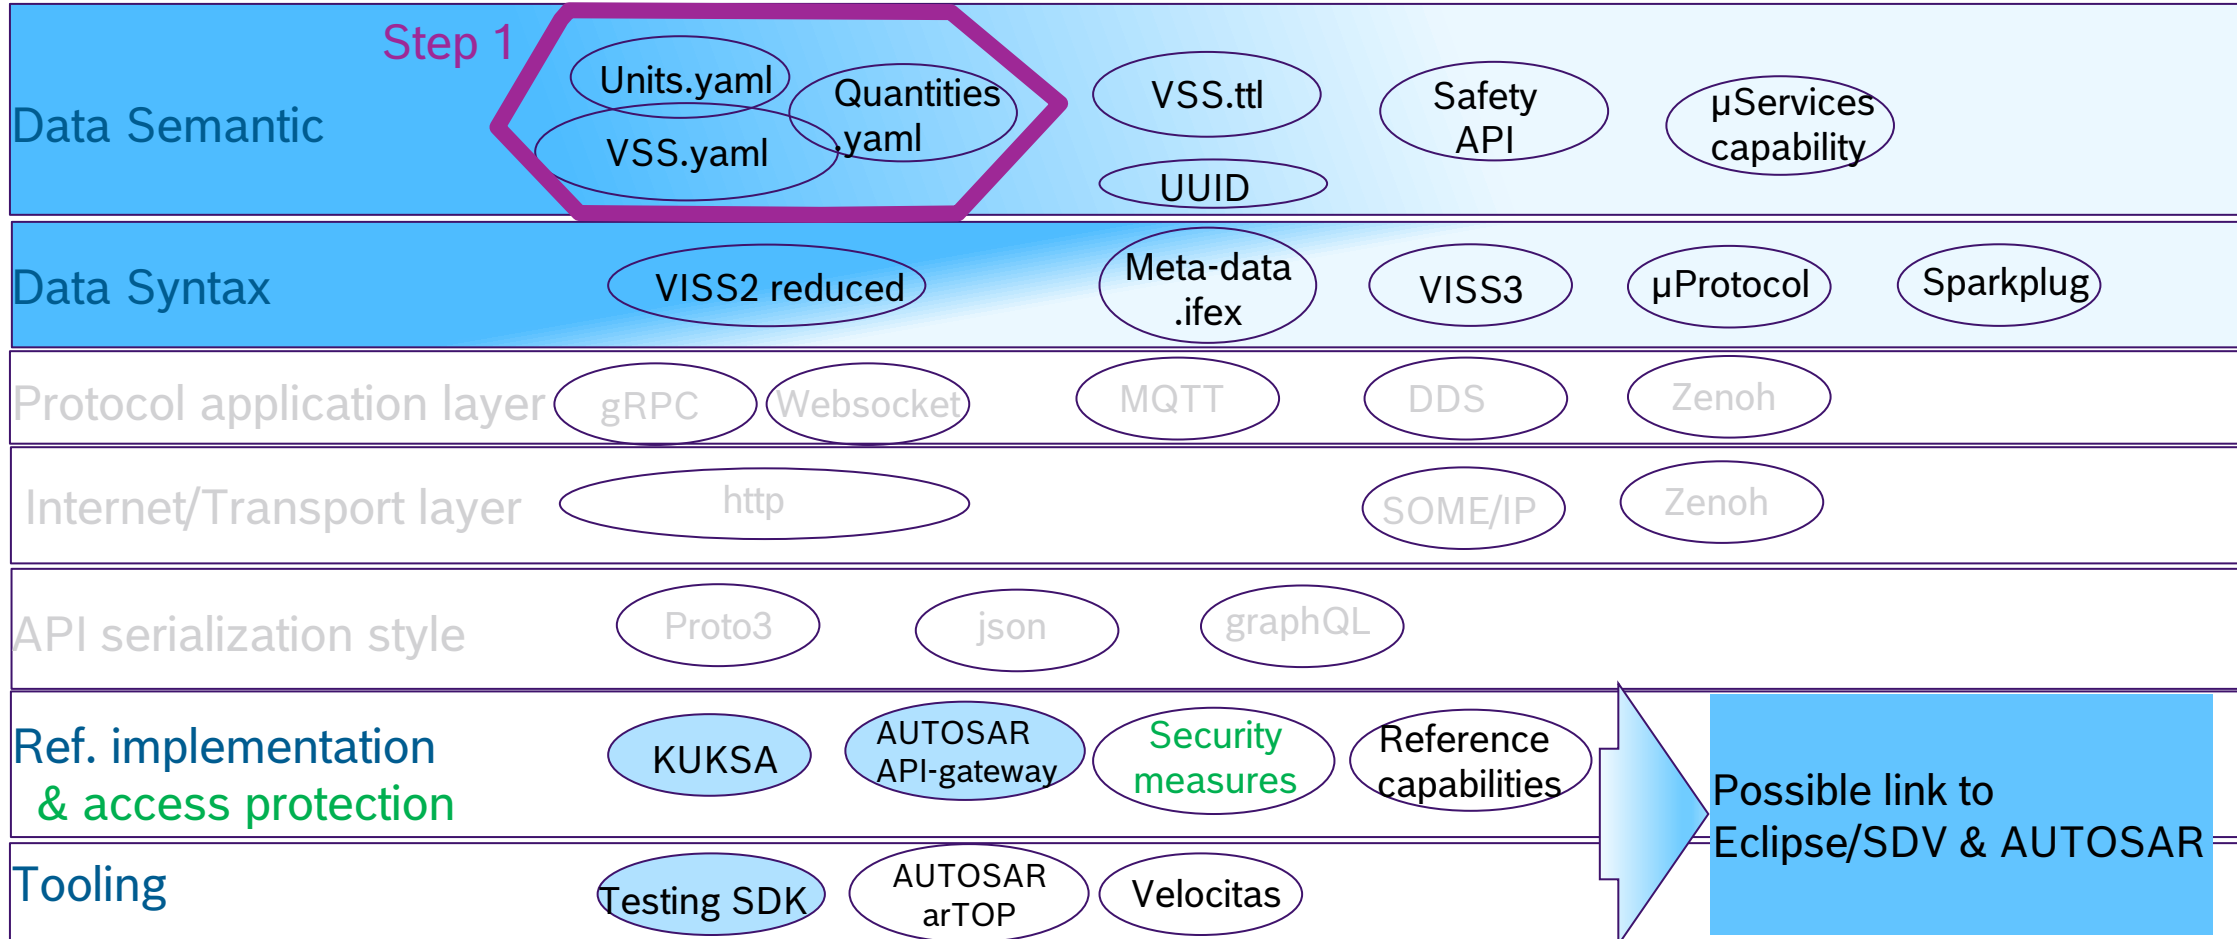 Step 1
Data Semantic
Units.yaml
VSS.yaml
Quantities
.yaml
VSS.ttl
UUID
Safety
API
µServices
capability
Data Syntax
VISS2 reduced
Meta-data
.ifex
VISS3
µProtocol
Sparkplug
Protocol application layer
gRPC
Websocket
MQTT
DDS
Zenoh
Internet/Transport layer
http
SOME/IP
Zenoh
API serialization style
Proto3
json
graphQL
Ref. implementation
& access protection
KUKSA
AUTOSAR
API-gateway
Security
measures
Reference
capabilities
Possible link to
Eclipse/SDV & AUTOSAR
Tooling
Testing SDK
AUTOSAR
arTOP
Velocitas